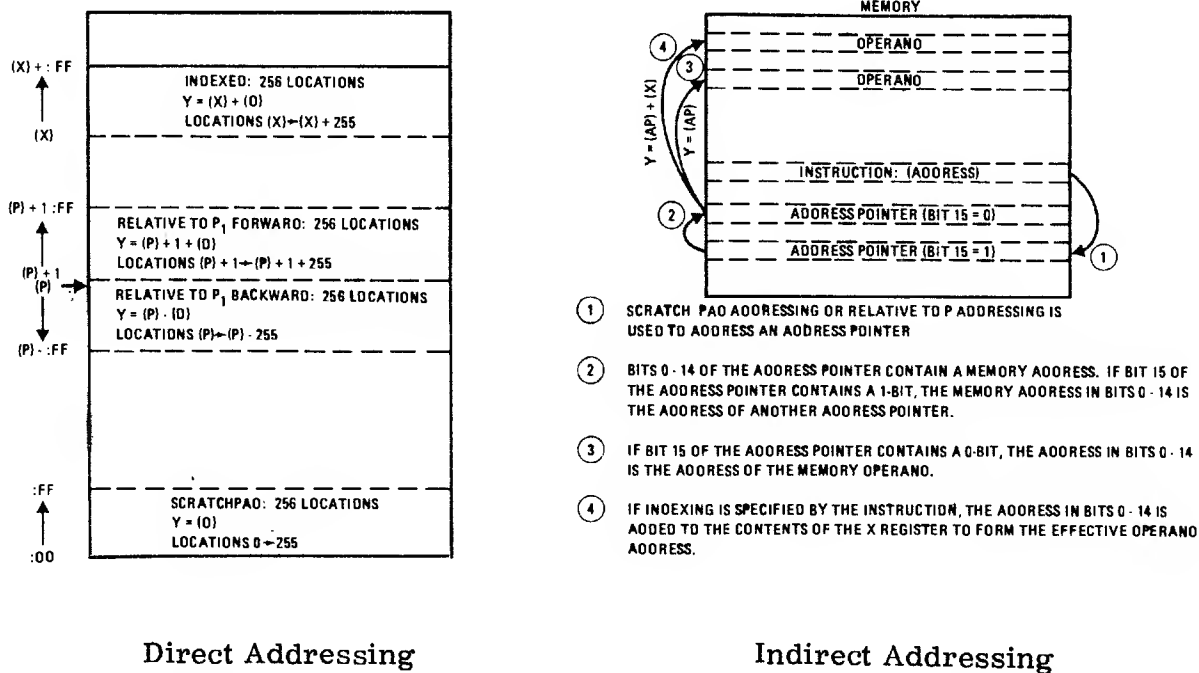 (X) + : FF
(X)
INDEXED: 256 LOCATIONS
Y = (X) + (D)
LOCATIONS (X)←(X) + 255
(P) + 1 :FF
(P) + 1
(P)
(P) - :FF
RELATIVE TO P₁ FORWARD: 256 LOCATIONS
Y = (P) + 1 + (D)
LOCATIONS (P) + 1←(P) + 1 + 255
RELATIVE TO P₁ BACKWARD: 256 LOCATIONS
Y = (P) - (D)
LOCATIONS (P)←(P) - 255
:FF
:00
SCRATCHPAD: 256 LOCATIONS
Y = (D)
LOCATIONS 0←255
Direct Addressing
MEMORY
OPERAND
OPERAND
INSTRUCTION: (ADDRESS)
ADDRESS POINTER (BIT 15 = 0)
ADDRESS POINTER (BIT 15 = 1)
4
3
2
1
Y = (AP) + (X)
Y = (AP)
1 SCRATCH PAD ADDRESSING OR RELATIVE TO P ADDRESSING IS
USED TO ADDRESS AN ADDRESS POINTER
2 BITS 0 - 14 OF THE ADDRESS POINTER CONTAIN A MEMORY ADDRESS. IF BIT 15 OF
THE ADDRESS POINTER CONTAINS A 1-BIT, THE MEMORY ADDRESS IN BITS 0 - 14 IS
THE ADDRESS OF ANOTHER ADDRESS POINTER.
3 IF BIT 15 OF THE ADDRESS POINTER CONTAINS A 0-BIT, THE ADDRESS IN BITS 0 - 14
IS THE ADDRESS OF THE MEMORY OPERAND.
4 IF INDEXING IS SPECIFIED BY THE INSTRUCTION, THE ADDRESS IN BITS 0 - 14 IS
ADDED TO THE CONTENTS OF THE X REGISTER TO FORM THE EFFECTIVE OPERAND
ADDRESS.
Indirect Addressing